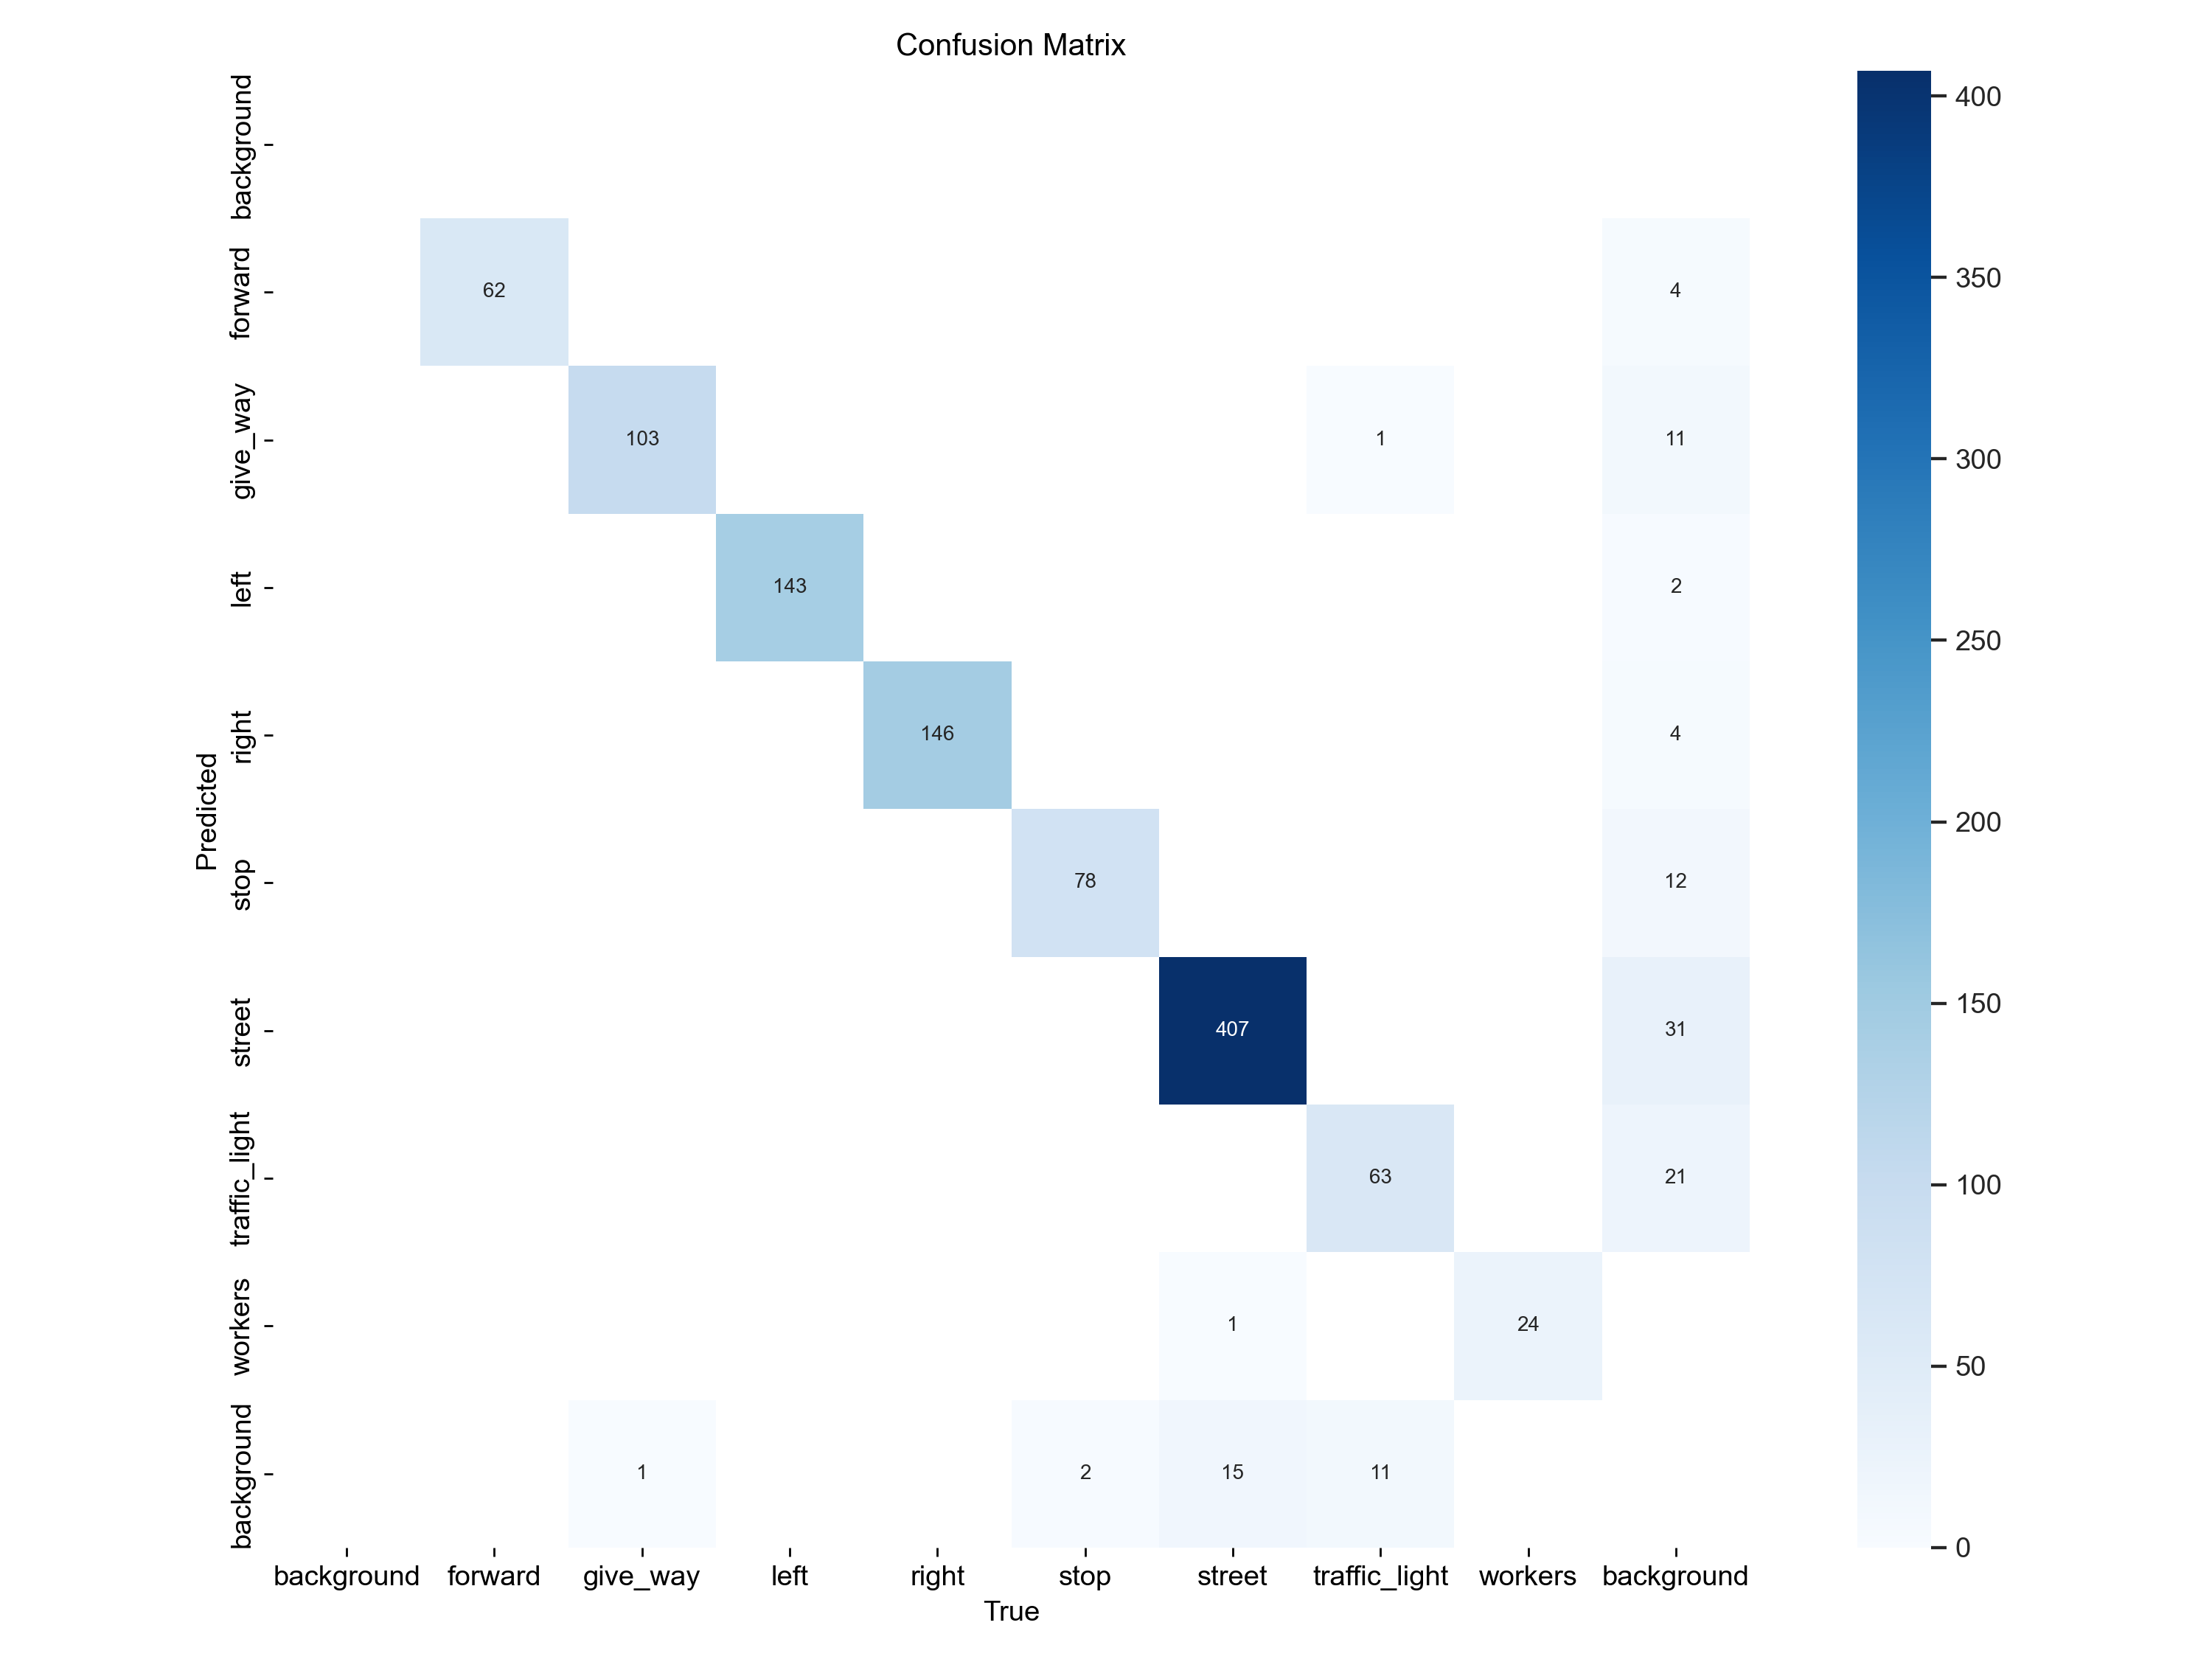 Confusion Matrix
background
forward
give_way
left
right
stop
street
traffic_light
workers
background
Predicted
62 4
103 1 11
143 2
146 4
78 12
407 31
63 21
1 24
1 2 15 11
background forward give_way left right stop street traffic_light workers background
True
400
350
300
250
200
150
100
50
0